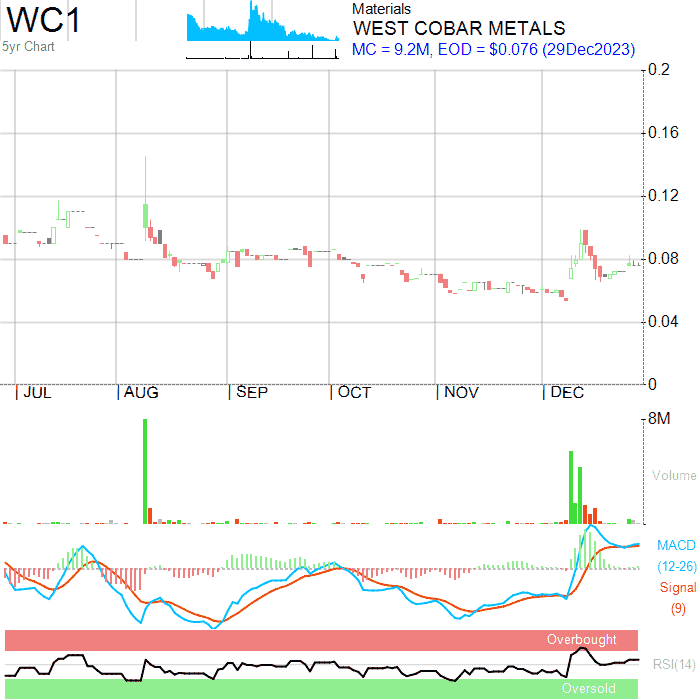 WC1
5yr Chart
Materials
WEST COBAR METALS
MC = 9.2M, EOD = $0.076 (29Dec2023)
0.2
0.16
0.12
0.08
0.04
0
JUL AUG SEP OCT NOV DEC
8M
Volume
MACD
(12-26)
Signal
(9)
Overbought
RSI(14)
Oversold